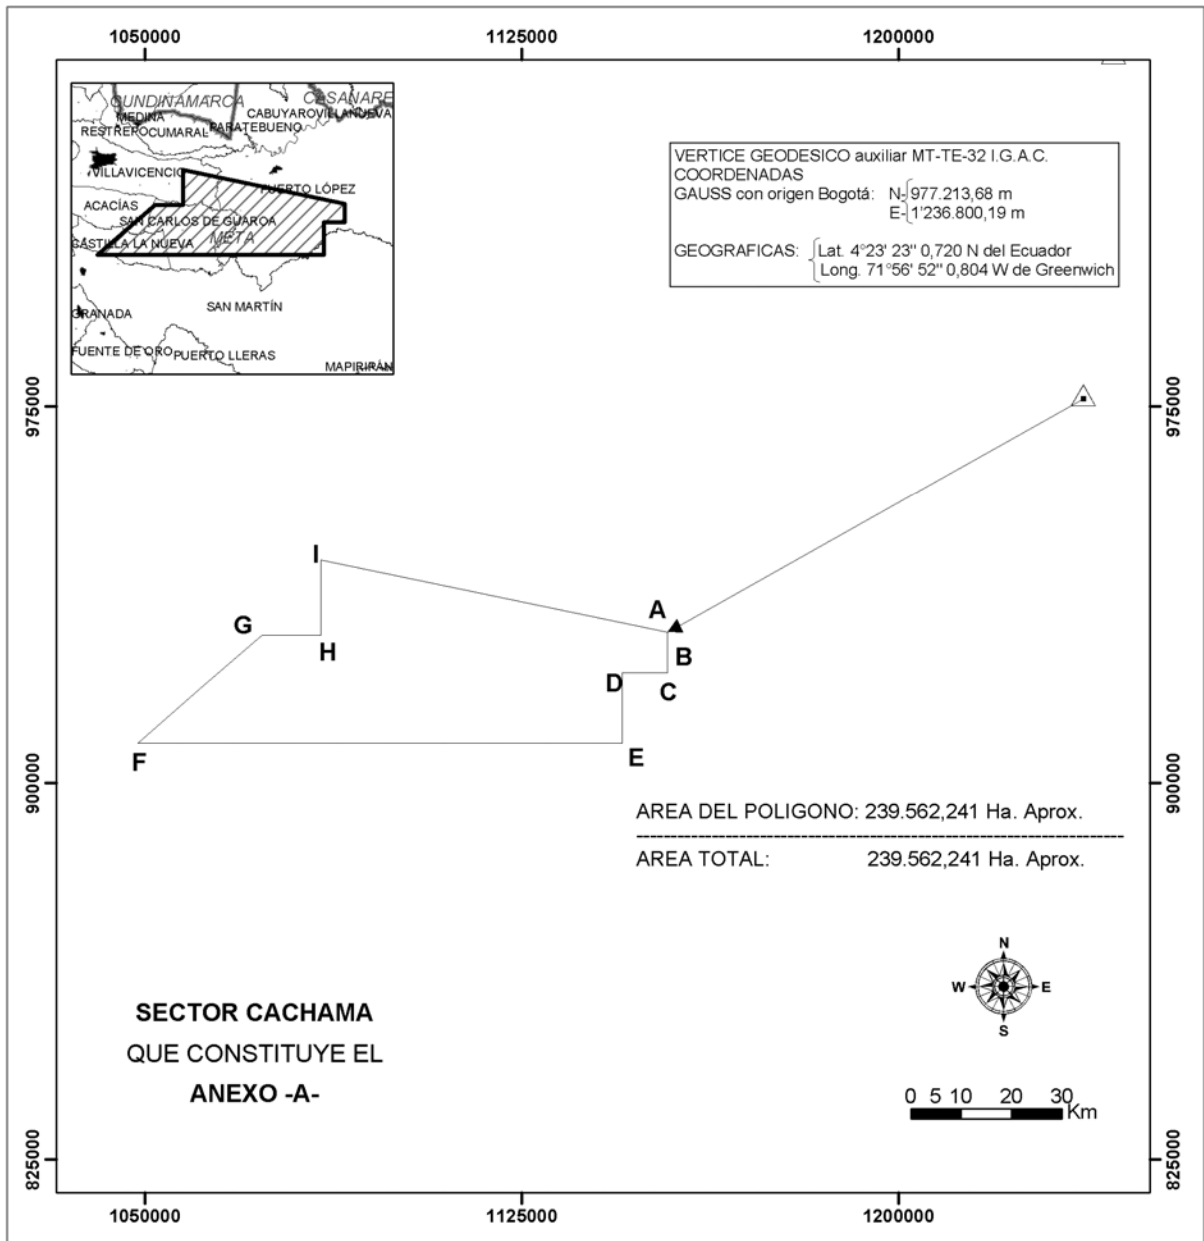 1050000 1125000 1200000
CUNDINAMARCA CASANARE
MEDINA CABUYAROVILLANUEVA
RESTREPOCUMARAL PARATEBUENO
VILLAVICENCIO
PUERTO LÓPEZ
ACACÍAS
SAN CARLOS DE GUAROA
CASTILLA LA NUEVA META
SAN MARTÍN
GRANADA
FUENTE DE ORO PUERTO LLERAS
MAPIRIRÁN
VERTICE GEODESICO auxiliar MT-TE-32 I.G.A.C.
COORDENADAS
GAUSS con origen Bogotá: N- 977.213,68 m
E- 1'236.800,19 m
GEOGRAFICAS: Lat. 4°23' 23" 0,720 N del Ecuador
Long. 71°56' 52" 0,804 W de Greenwich
975000 975000
I
A
G
H
B
D
C
F
E
900000 900000
AREA DEL POLIGONO: 239.562,241 Ha. Aprox.
AREA TOTAL: 239.562,241 Ha. Aprox.
N
W E
S
SECTOR CACHAMA
QUE CONSTITUYE EL
ANEXO -A-
0 5 10 20 30
Km
825000 825000
1050000 1125000 1200000